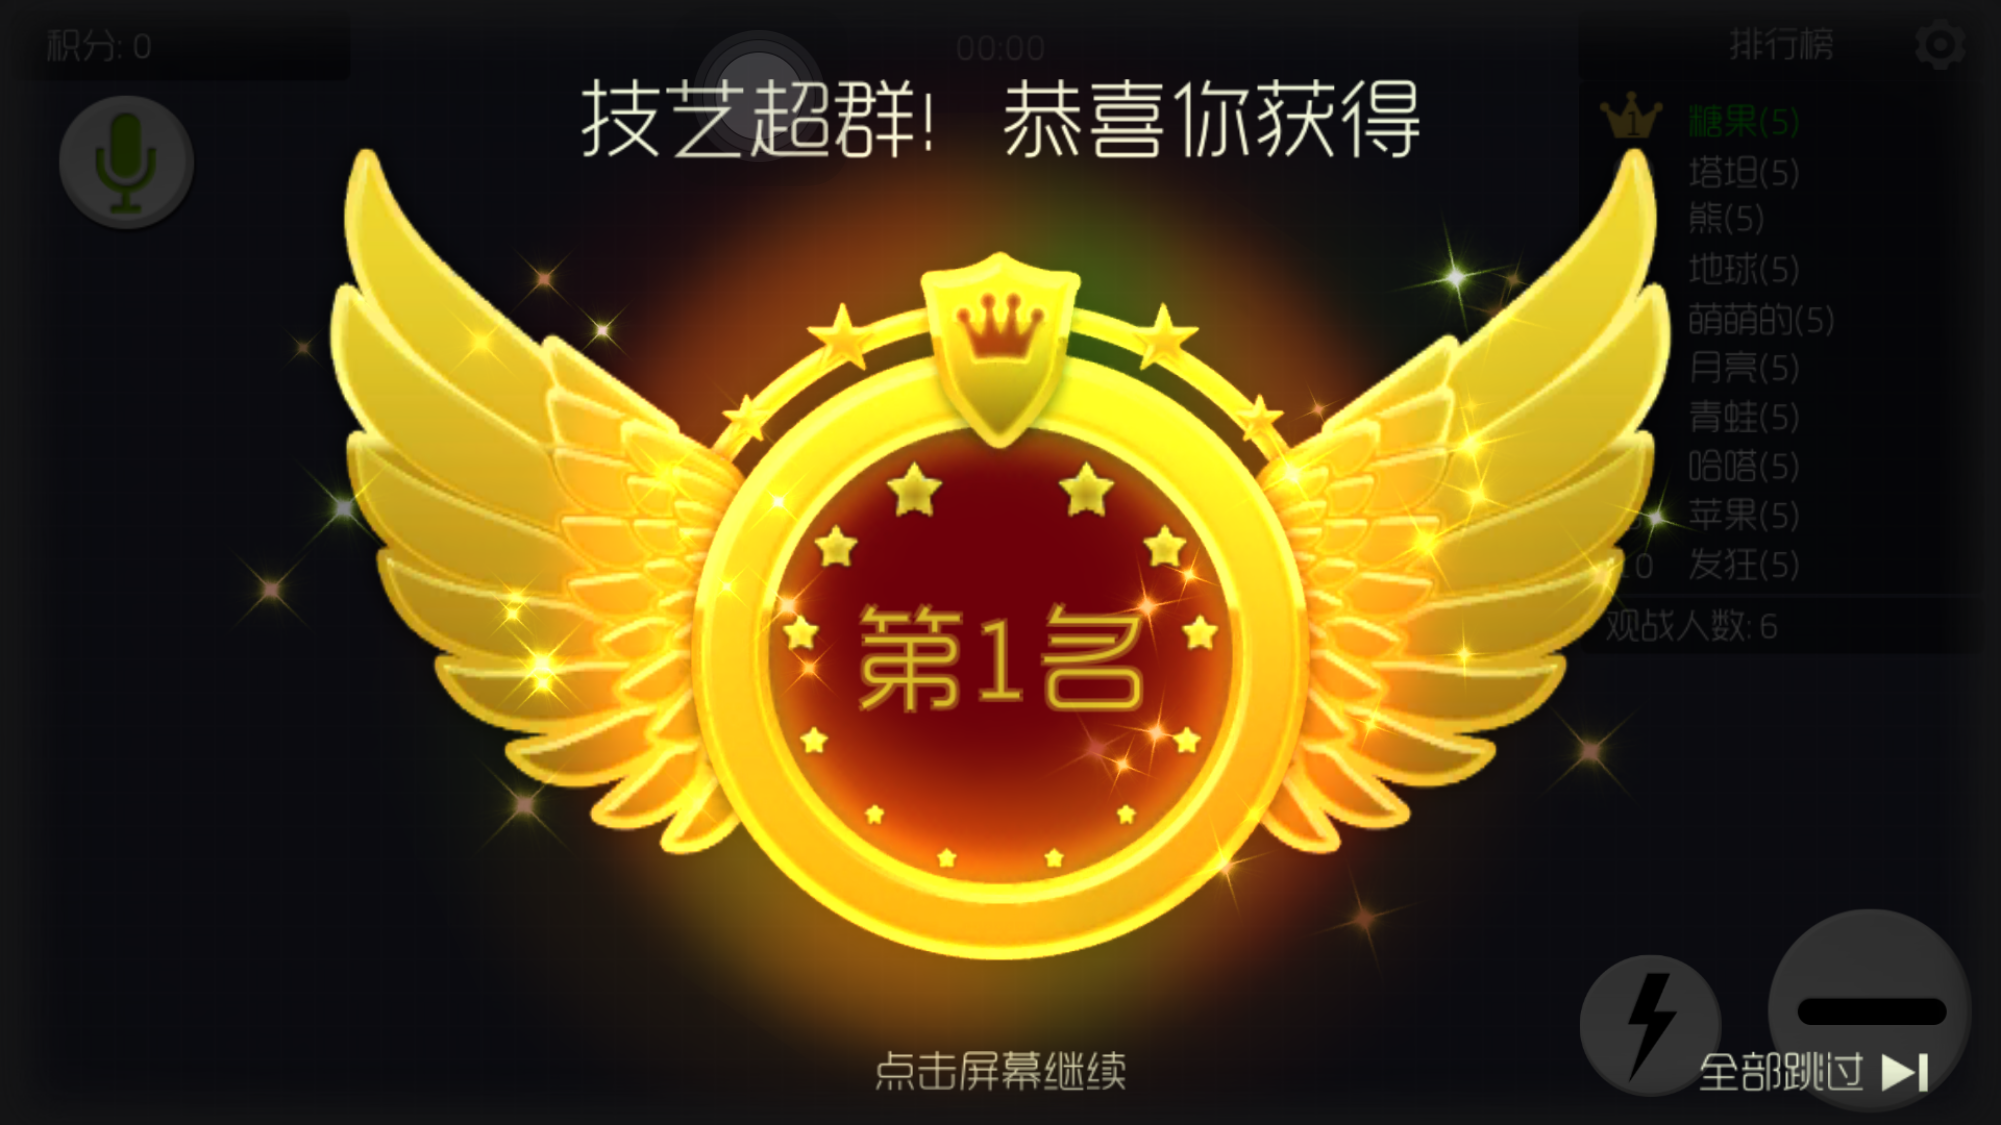 积分: 0
00:00
排行榜
技艺超群! 恭喜你获得
1 糖果(5)
塔坦(5)
熊(5)
地球(5)
萌萌的(5)
月亮(5)
青蛙(5)
哈嗒(5)
苹果(5)
10 发狂(5)
观战人数: 6
第1名
点击屏幕继续
全部跳过